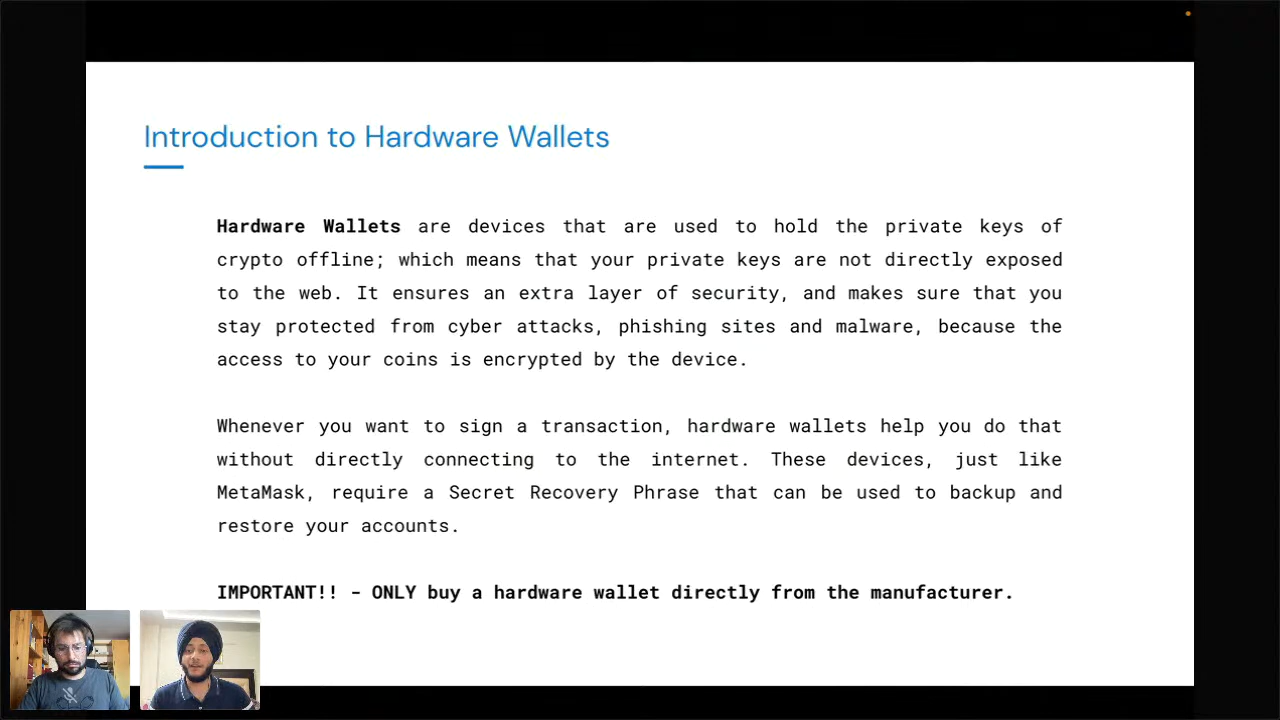 Introduction to Hardware Wallets
Hardware Wallets are devices that are used to hold the private keys of
crypto offline; which means that your private keys are not directly exposed
to the web. It ensures an extra layer of security, and makes sure that you
stay protected from cyber attacks, phishing sites and malware, because the
access to your coins is encrypted by the device.
Whenever you want to sign a transaction, hardware wallets help you do that
without directly connecting to the internet. These devices, just like
MetaMask, require a Secret Recovery Phrase that can be used to backup and
restore your accounts.
IMPORTANT!! - ONLY buy a hardware wallet directly from the manufacturer.